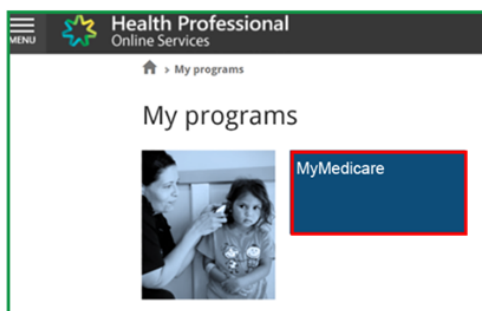 MENU
Health Professional
Online Services
> My programs
My programs
MyMedicare